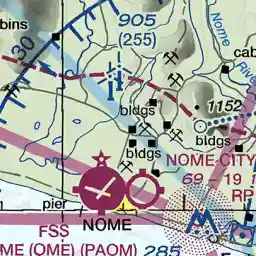 905
(255)
bins
30
Nome
River
cab
1152
bldgs
bldgs
bldgs
NOME CITY
69 19
RP
pier
NOME
FSS
ME (OME) (PAOM) 285